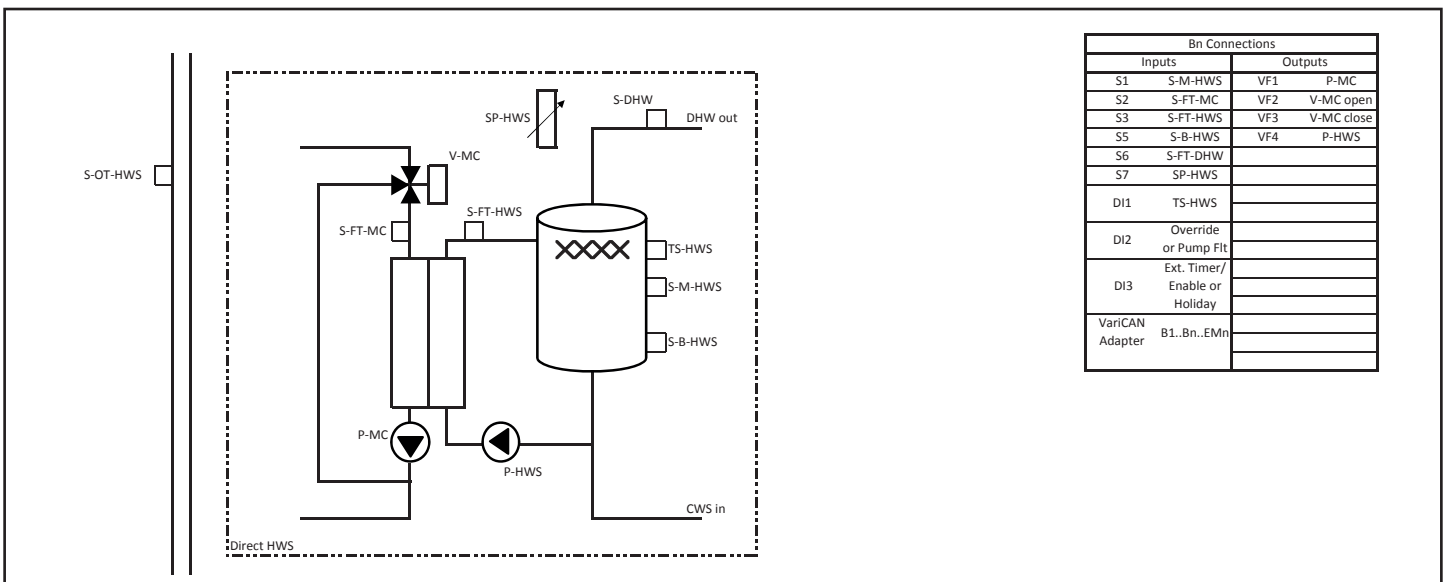 S-OT-HWS
SP-HWS
S-DHW
DHW out
V-MC
S-FT-HWS
S-FT-MC
TS-HWS
S-M-HWS
S-B-HWS
P-MC
P-HWS
CWS in
Direct HWS
Bn Connections
Inputs Outputs
S1 S-M-HWS VF1 P-MC
S2 S-FT-MC VF2 V-MC open
S3 S-FT-HWS VF3 V-MC close
S5 S-B-HWS VF4 P-HWS
S6 S-FT-DHW
S7 SP-HWS
DI1 TS-HWS
DI2 Override
or Pump Flt
Ext. Timer/
DI3 Enable or
Holiday
VariCAN
Adapter B1..Bn..EMn